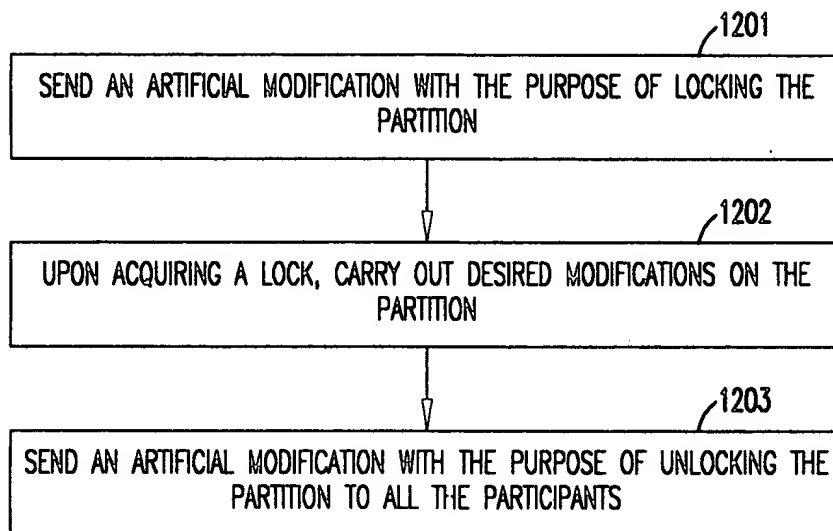 1201
SEND AN ARTIFICIAL MODIFICATION WITH THE PURPOSE OF LOCKING THE
PARTITION
1202
UPON ACQUIRING A LOCK, CARRY OUT DESIRED MODIFICATIONS ON THE
PARTITION
1203
SEND AN ARTIFICIAL MODIFICATION WITH THE PURPOSE OF UNLOCKING THE
PARTITION TO ALL THE PARTICIPANTS